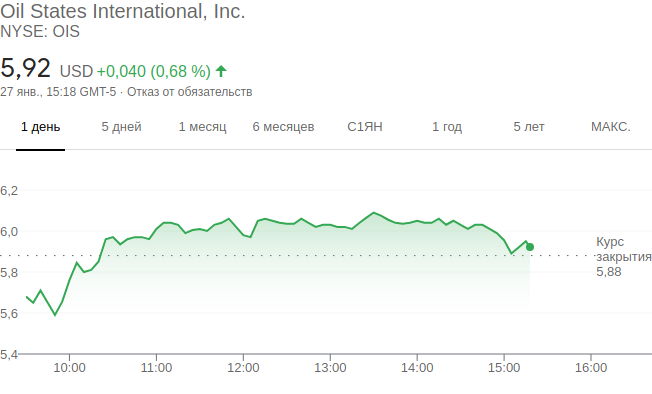 Oil States International, Inc.
NYSE: OIS
5,92 USD +0,040 (0,68 %)
27 янв., 15:18 GMT-5 · Отказ от обязательств
1 день 5 дней 1 месяц 6 месяцев С1ЯН 1 год 5 лет МАКС.
6,2
6,0
Курс
закрытия
5,8
5,88
5,6
5,4
10:00 11:00 12:00 13:00 14:00 15:00 16:00